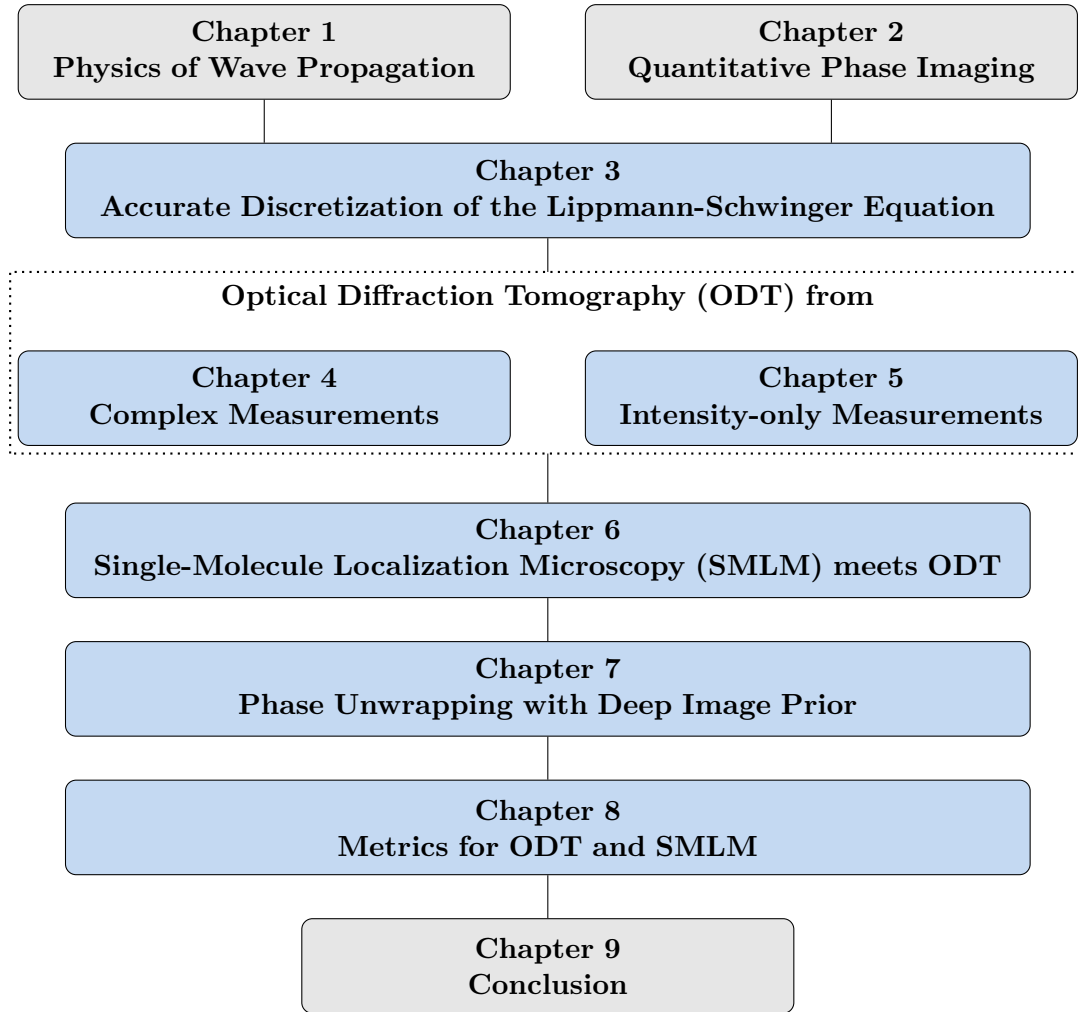 Chapter 1
Physics of Wave Propagation
Chapter 2
Quantitative Phase Imaging
Chapter 3
Accurate Discretization of the Lippmann-Schwinger Equation
Optical Diffraction Tomography (ODT) from
Chapter 4
Complex Measurements
Chapter 5
Intensity-only Measurements
Chapter 6
Single-Molecule Localization Microscopy (SMLM) meets ODT
Chapter 7
Phase Unwrapping with Deep Image Prior
Chapter 8
Metrics for ODT and SMLM
Chapter 9
Conclusion